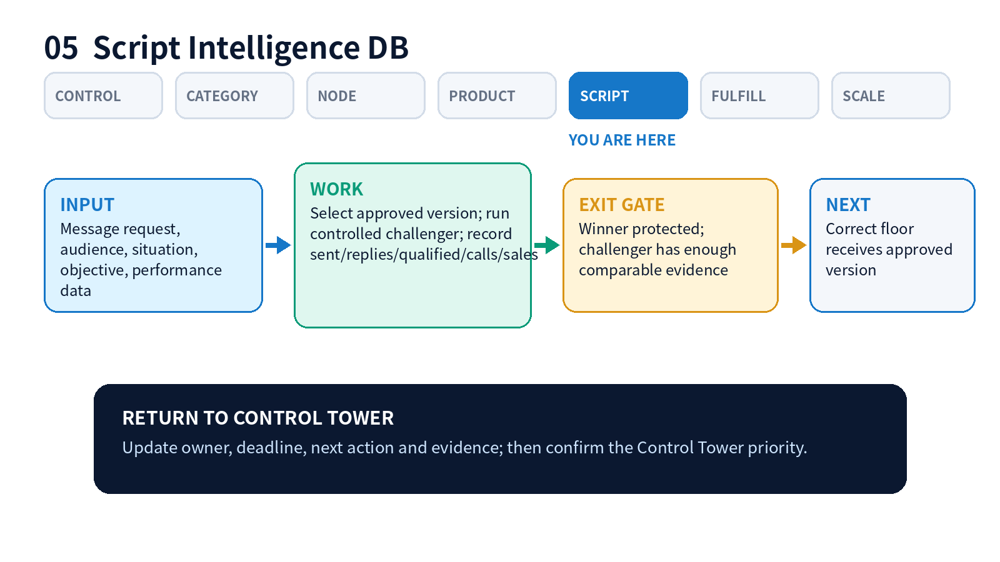 05 Script Intelligence DB
CONTROL
CATEGORY
NODE
PRODUCT
SCRIPT
FULFILL
SCALE
YOU ARE HERE
INPUT
Message request,
audience, situation,
objective, performance
data
WORK
Select approved version; run
controlled challenger; record
sent/replies/qualified/calls/sales
EXIT GATE
Winner protected;
challenger has enough
comparable evidence
NEXT
Correct floor
receives approved
version
RETURN TO CONTROL TOWER
Update owner, deadline, next action and evidence; then confirm the Control Tower priority.